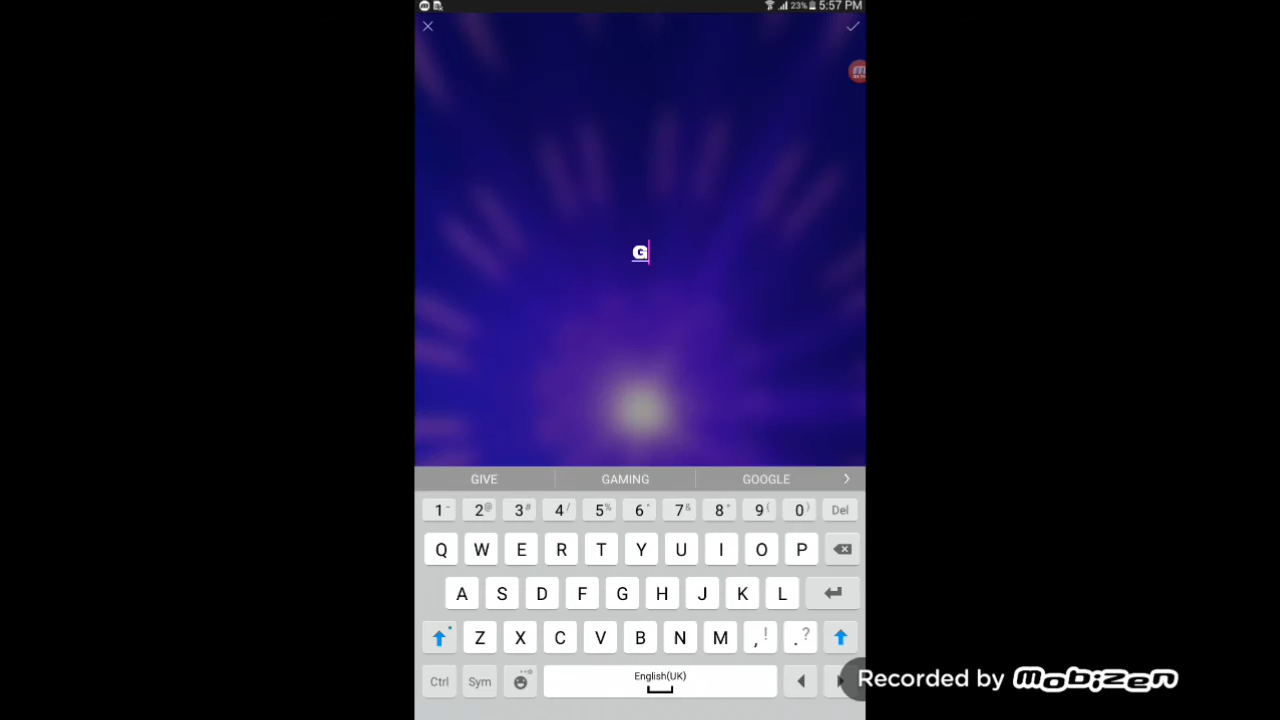 23% 5:57 PM
G
GIVE GAMING GOOGLE
1- 2@ 3# 4/ 5% 6^ 7& 8* 9( 0) Del
Q W E R T Y U I O P
A S D F G H J K L
Z X C V B N M ,! .?
Ctrl Sym English(UK)
Recorded by mobizen